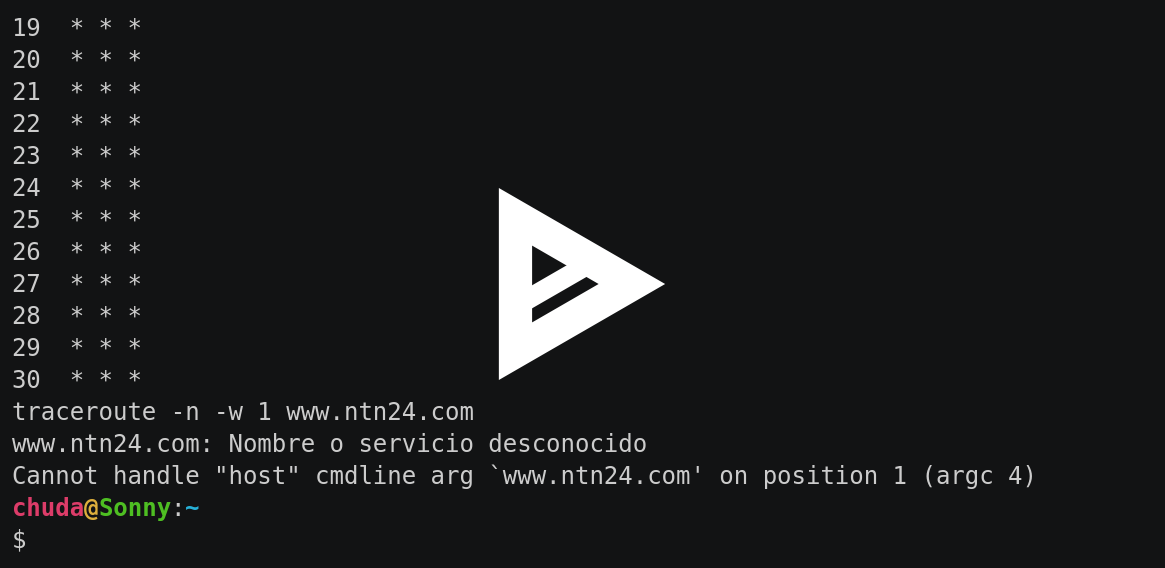 19  * * *
20  * * *
21  * * *
22  * * *
23  * * *
24  * * *
25  * * *
26  * * *
27  * * *
28  * * *
29  * * *
30  * * *
traceroute -n -w 1 www.ntn24.com
www.ntn24.com: Nombre o servicio desconocido
Cannot handle "host" cmdline arg `www.ntn24.com' on position 1 (argc 4)
chuda@Sonny:~
$